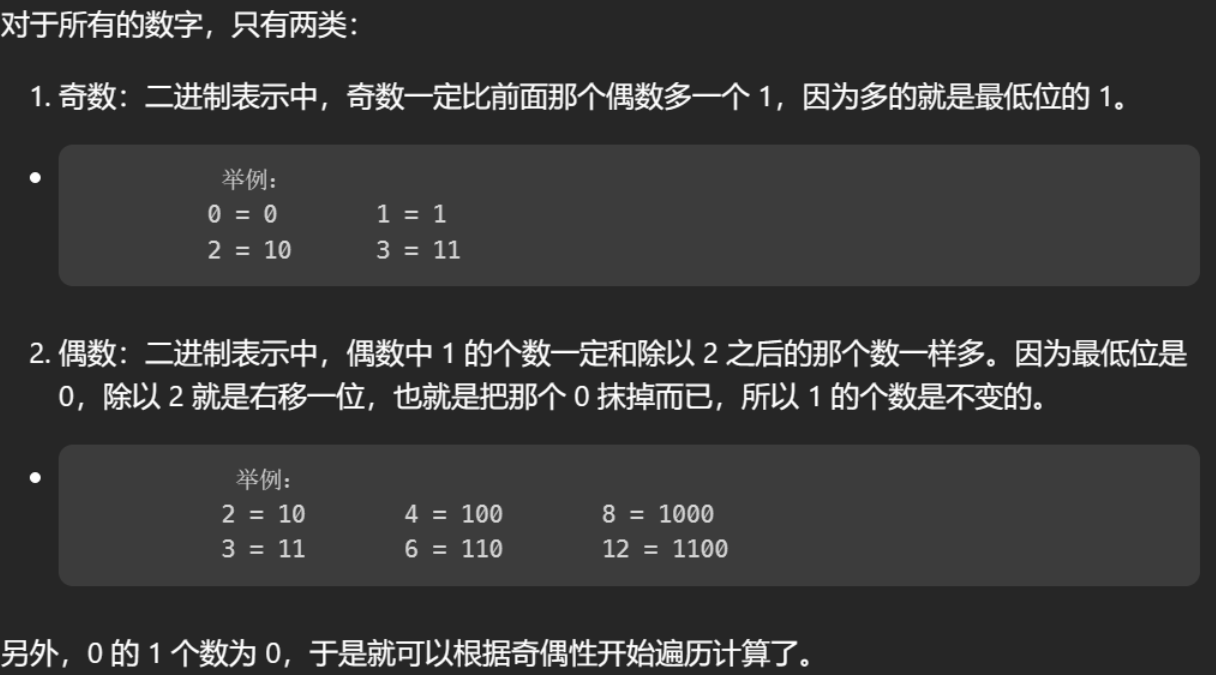 对于所有的数字，只有两类：
1. 奇数：二进制表示中，奇数一定比前面那个偶数多一个 1，因为多的就是最低位的 1。
举例：
0 = 0       1 = 1
2 = 10      3 = 11
2. 偶数：二进制表示中，偶数中 1 的个数一定和除以 2 之后的那个数一样多。因为最低位是
0，除以 2 就是右移一位，也就是把那个 0 抹掉而已，所以 1 的个数是不变的。
举例：
2 = 10       4 = 100       8 = 1000
3 = 11       6 = 110       12 = 1100
另外，0 的 1 个数为 0，于是就可以根据奇偶性开始遍历计算了。